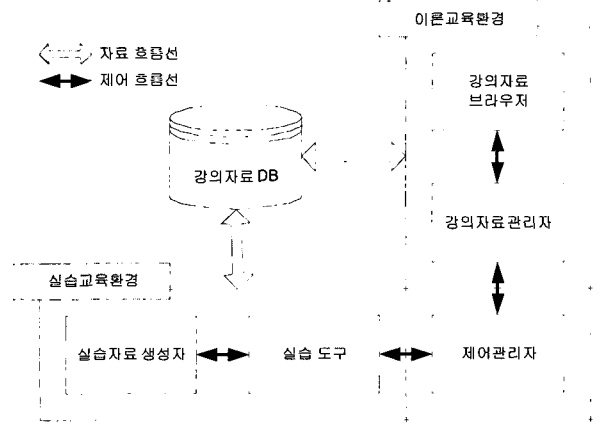 이론교육환경
자료 흐름선
제어 흐름선
강의자료
브라우저
강의자료 DB
강의자료관리자
실습교육환경
실습자료 생성자
실습 도구
제어관리자